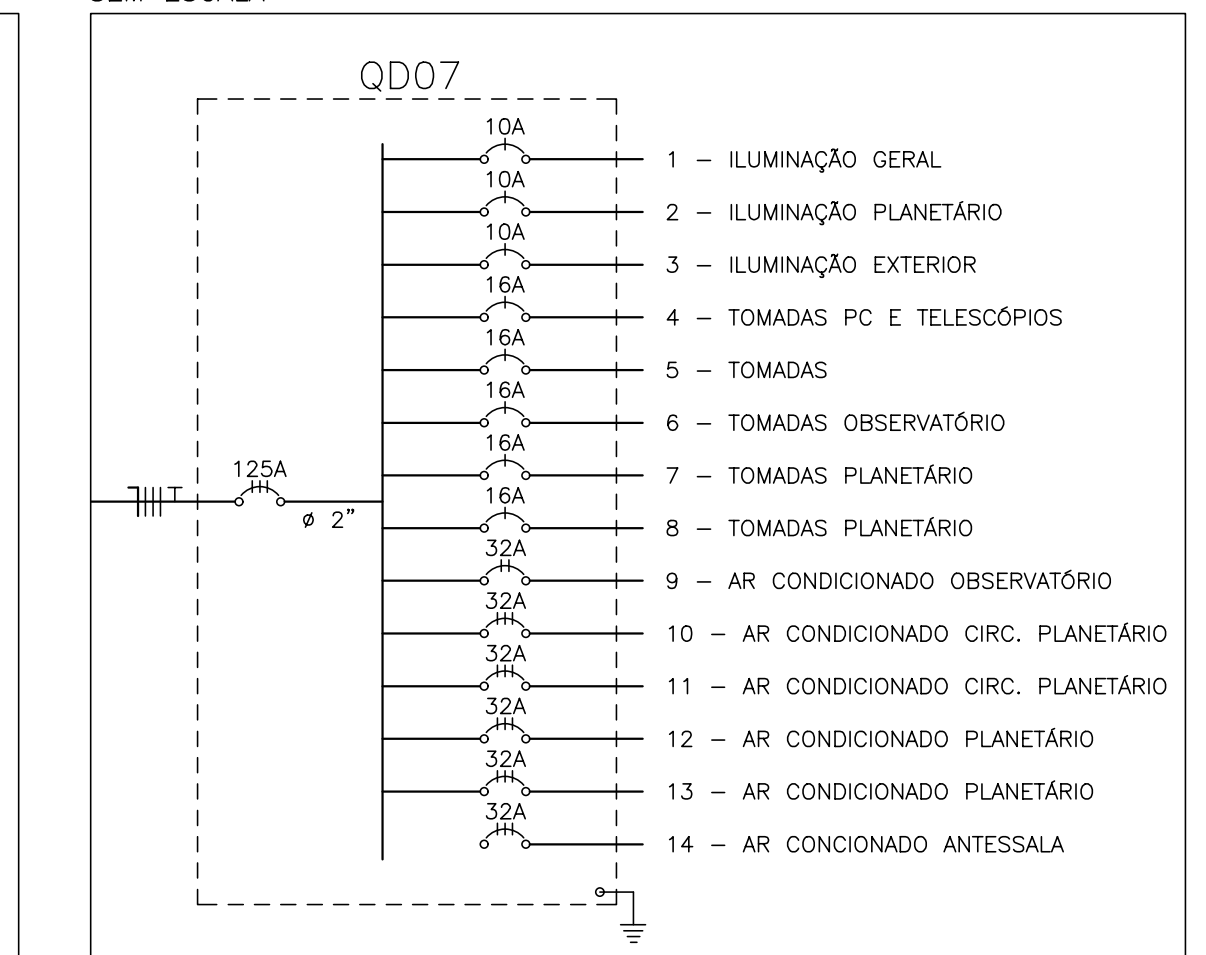 QD07
10A
1 – ILUMINAÇÃO GERAL
10A
2 – ILUMINAÇÃO PLANETÁRIO
10A
3 – ILUMINAÇÃO EXTERIOR
16A
4 – TOMADAS PC E TELESCÓPIOS
16A
5 – TOMADAS
16A
6 – TOMADAS OBSERVATÓRIO
16A
7 – TOMADAS PLANETÁRIO
125A
ø 2"
16A
8 – TOMADAS PLANETÁRIO
32A
9 – AR CONDICIONADO OBSERVATÓRIO
32A
10 – AR CONDICIONADO CIRC. PLANETÁRIO
32A
11 – AR CONDICIONADO CIRC. PLANETÁRIO
32A
12 – AR CONDICIONADO PLANETÁRIO
32A
13 – AR CONDICIONADO PLANETÁRIO
32A
14 – AR CONCIONADO ANTESSALA